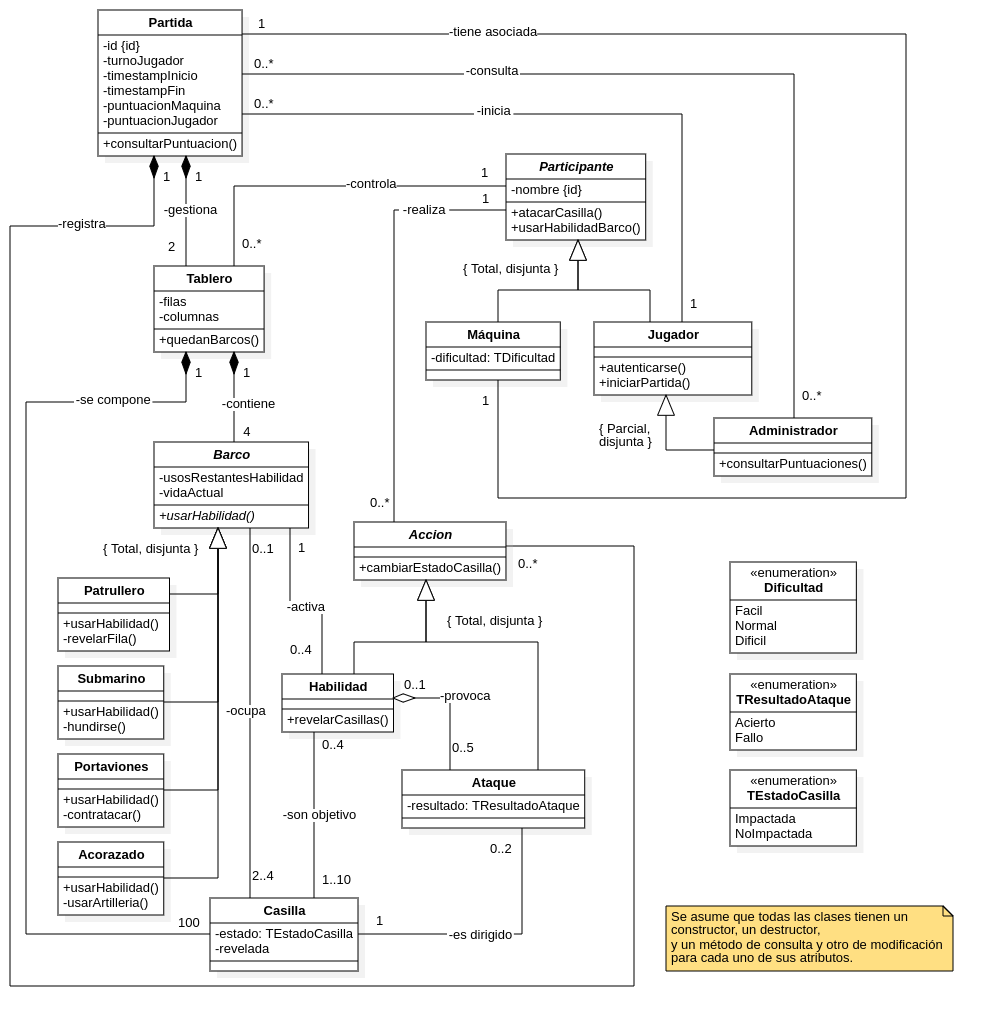 Partida
-id {id}
-turnoJugador
-timestampInicio
-timestampFin
-puntuacionMaquina
-puntuacionJugador
+consultarPuntuacion()
1
-tiene asociada
0..*
-consulta
0..*
-inicia
1
1
-registra
-gestiona
2
0..*
-controla
1
-realiza
1
Participante
-nombre {id}
+atacarCasilla()
+usarHabilidadBarco()
{ Total, disjunta }
Tablero
-filas
-columnas
+quedanBarcos()
1
1
-se compone
-contiene
4
Máquina
-dificultad: TDificultad
1
1
Jugador
+autenticarse()
+iniciarPartida()
{ Parcial,
disjunta }
0..*
Administrador
+consultarPuntuaciones()
Barco
-usosRestantesHabilidad
-vidaActual
+usarHabilidad()
{ Total, disjunta }
0..1
1
0..*
Accion
+cambiarEstadoCasilla()
0..*
{ Total, disjunta }
Patrullero
+usarHabilidad()
-revelarFila()
-activa
0..4
Submarino
+usarHabilidad()
-hundirse()
Habilidad
+revelarCasillas()
0..1
-provoca
0..5
0..4
-ocupa
Portaviones
+usarHabilidad()
-contratacar()
Ataque
-resultado: TResultadoAtaque
0..2
-son objetivo
Acorazado
+usarHabilidad()
-usarArtilleria()
2..4
1..10
100
Casilla
-estado: TEstadoCasilla
-revelada
1
-es dirigido
«enumeration»
Dificultad
Facil
Normal
Dificil
«enumeration»
TResultadoAtaque
Acierto
Fallo
«enumeration»
TEstadoCasilla
Impactada
NoImpactada
Se asume que todas las clases tienen un
constructor, un destructor,
y un método de consulta y otro de modificación
para cada uno de sus atributos.